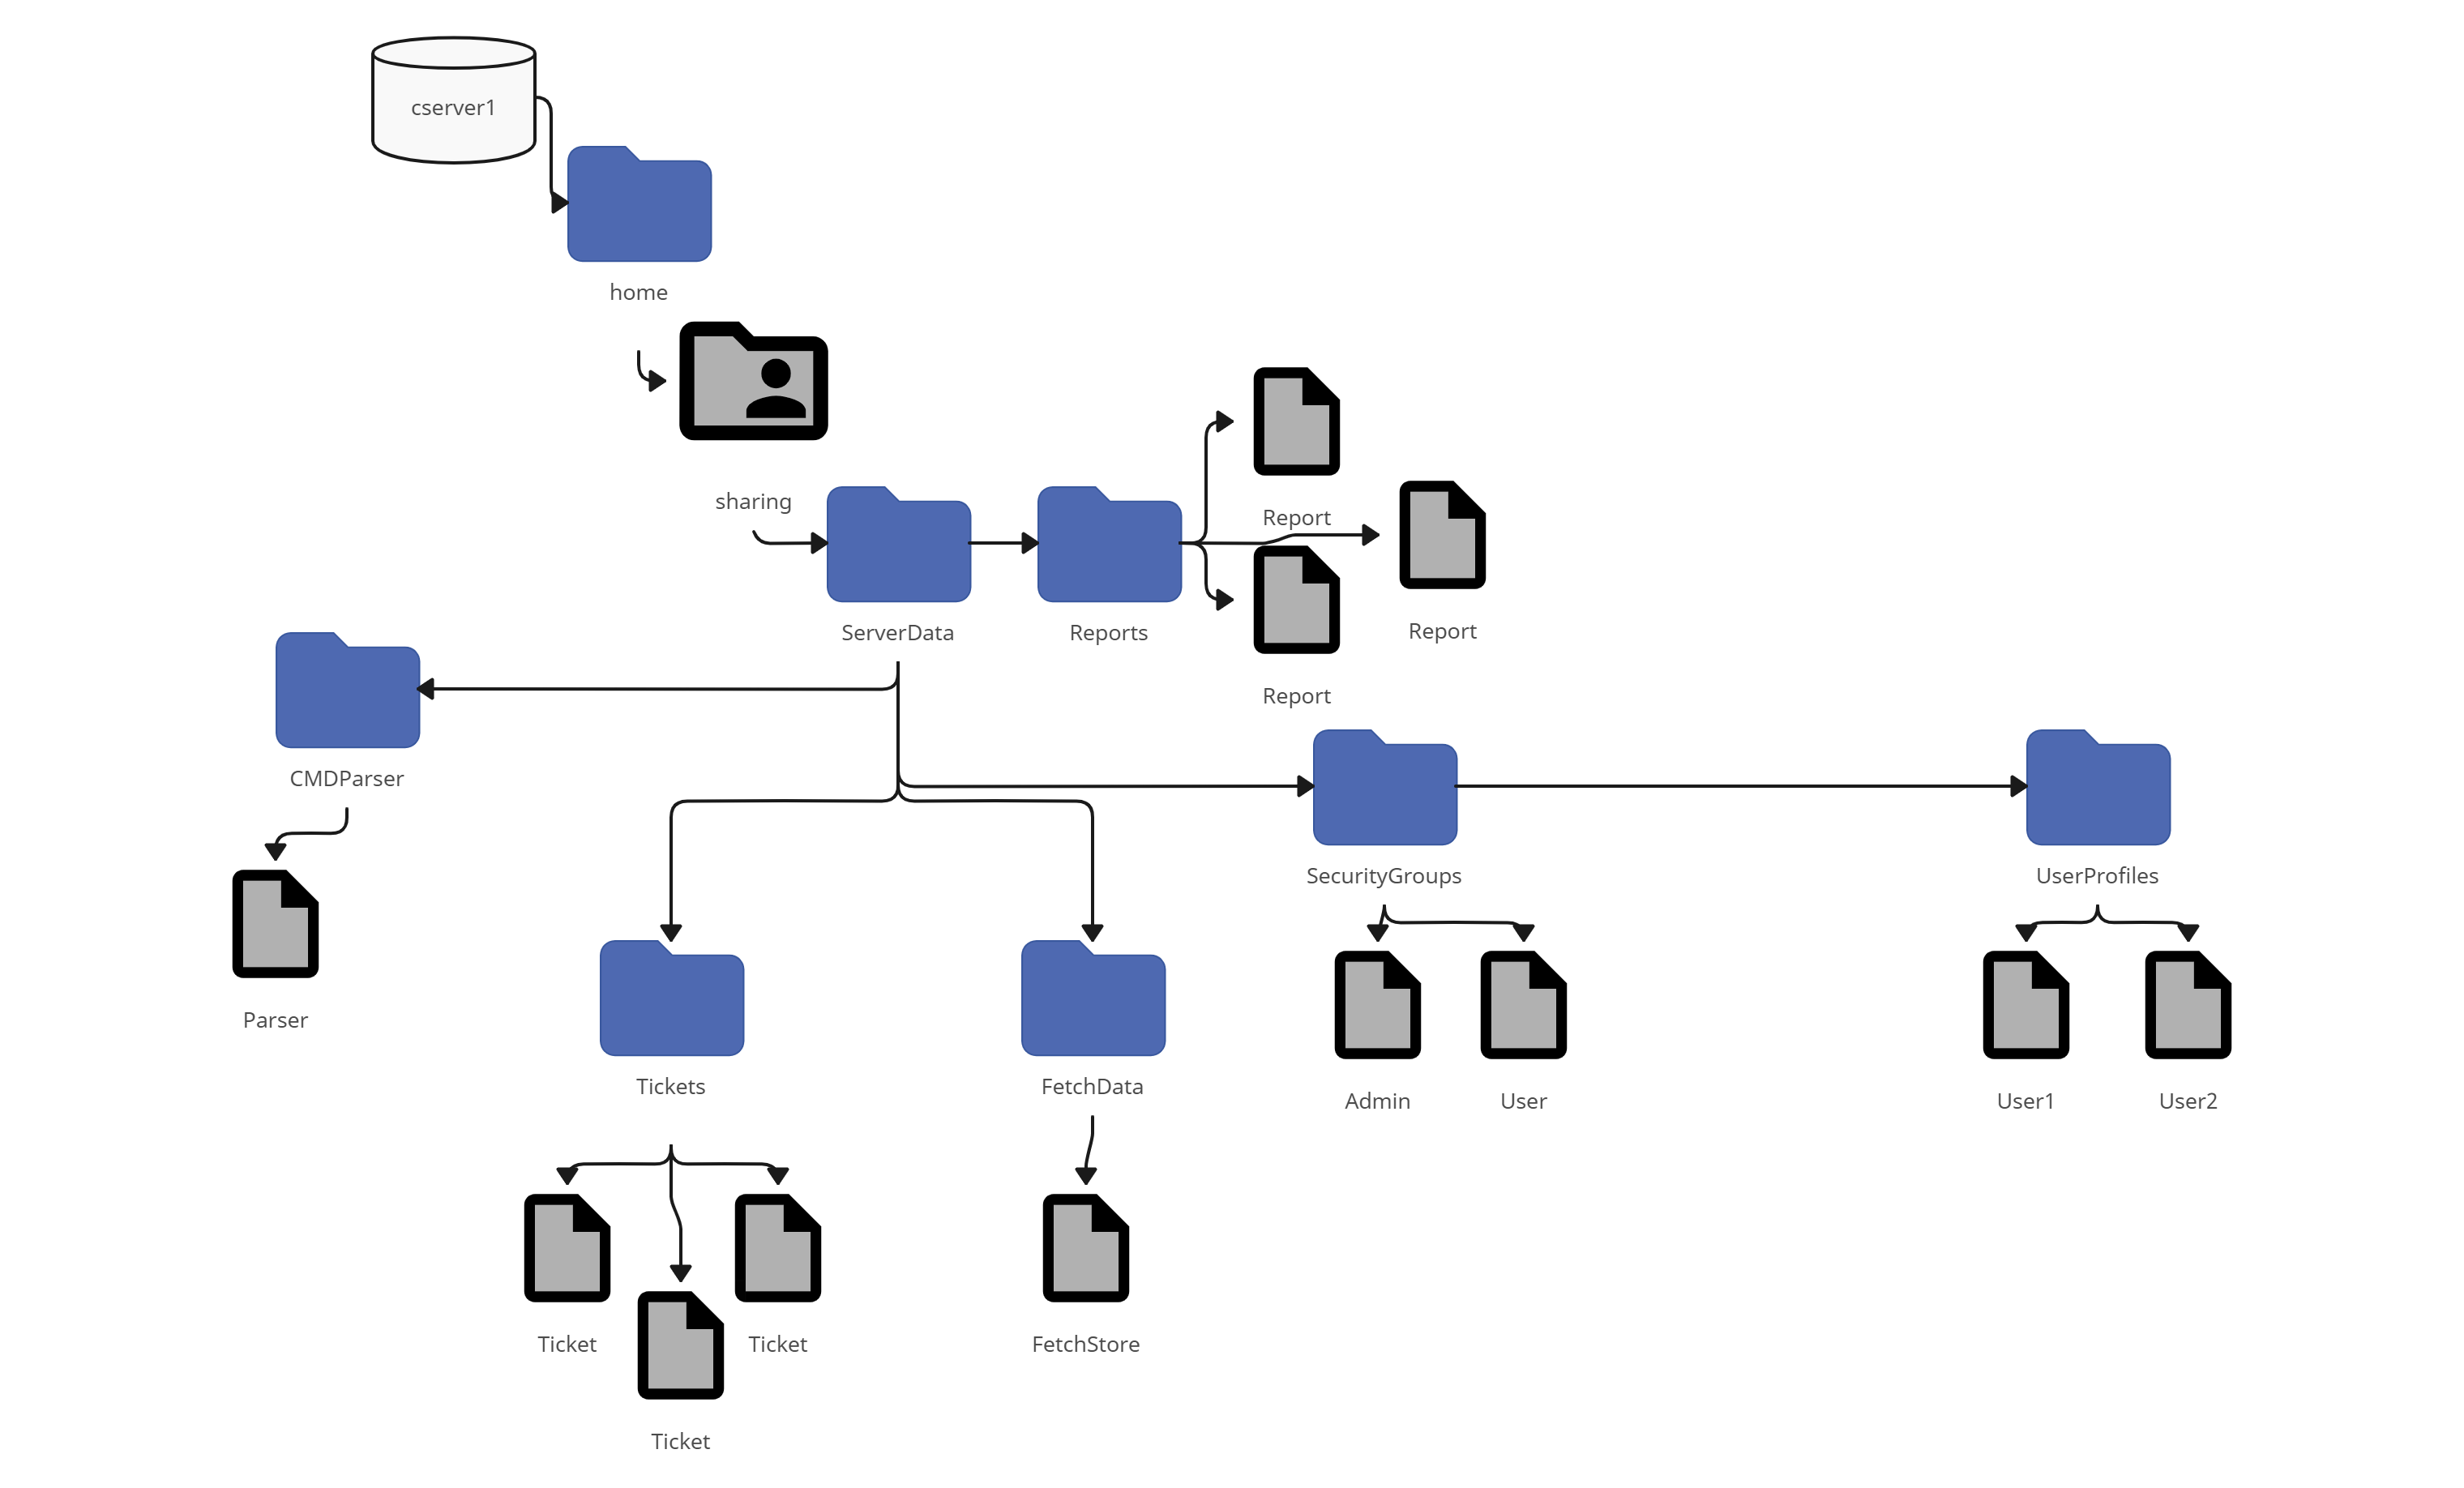 cserver1
home
sharing
Report
ServerData
Reports
Report
Report
CMDParser
SecurityGroups
UserProfiles
Parser
Tickets
FetchData
Admin
User
User1
User2
Ticket
Ticket
FetchStore
Ticket